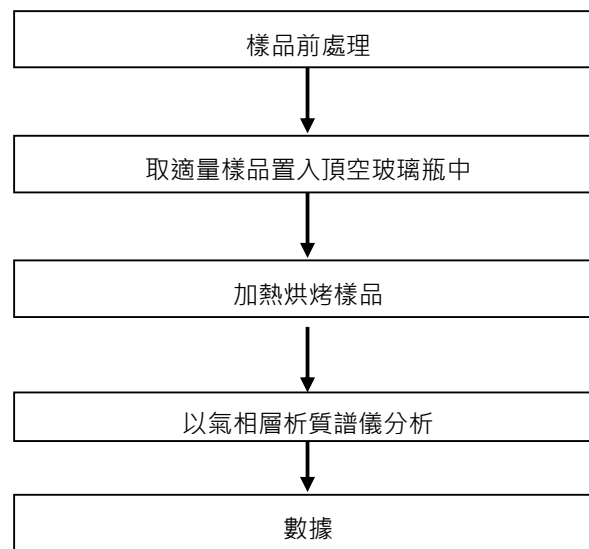 樣品前處理
取適量樣品置入頂空玻璃瓶中
加熱烘烤樣品
以氣相層析質譜儀分析
數據